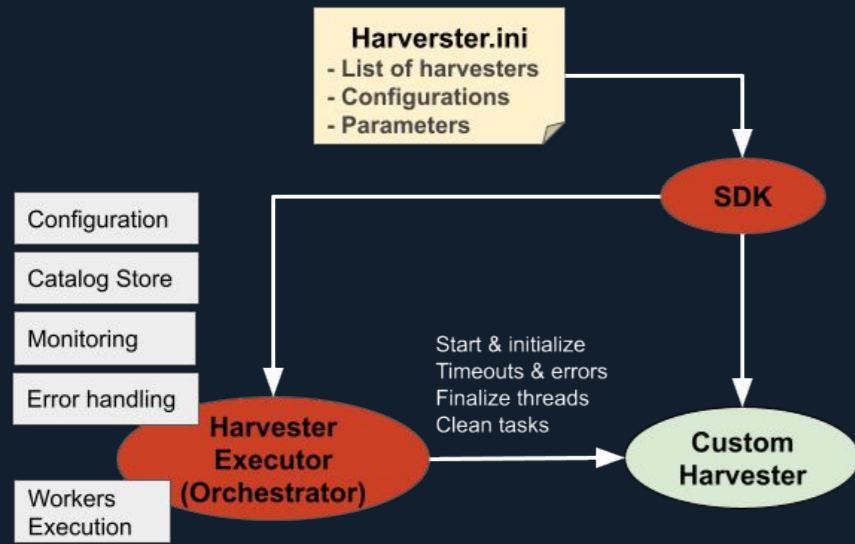 Harverster.ini
- List of harvesters
- Configurations
- Parameters
SDK
Configuration
Catalog Store
Monitoring
Error handling
Start & initialize
Timeouts & errors
Finalize threads
Clean tasks
Harvester
Executor
(Orchestrator)
Custom
Harvester
Workers
Execution